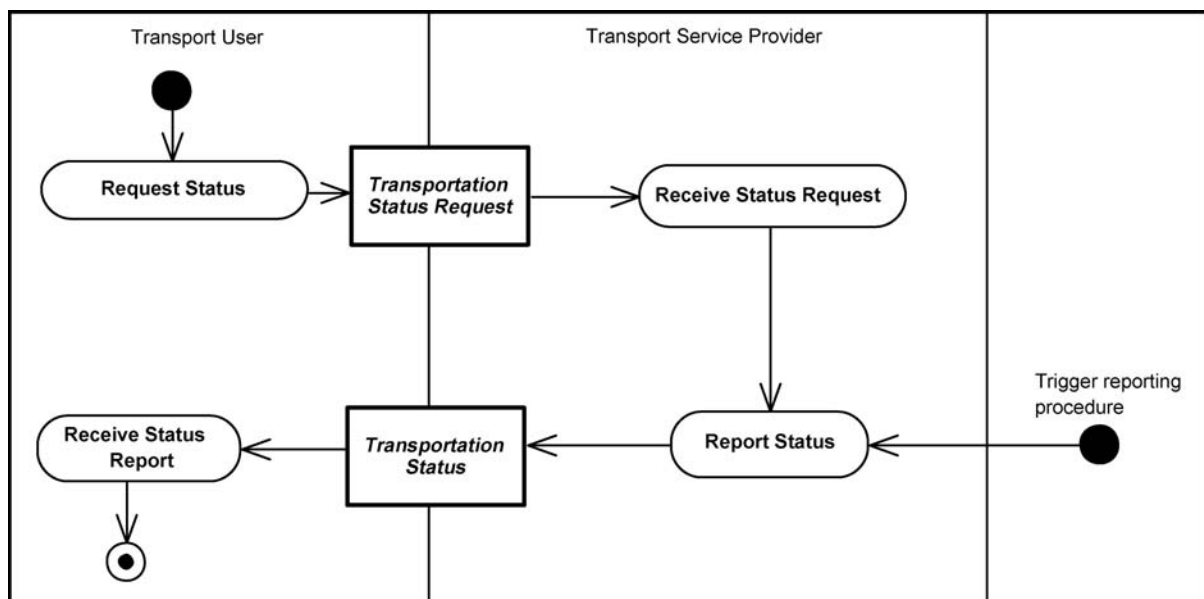 Transport User
Transport Service Provider
Request Status
Transportation
Status Request
Receive Status Request
Trigger reporting
procedure
Receive Status
Report
Transportation
Status
Report Status